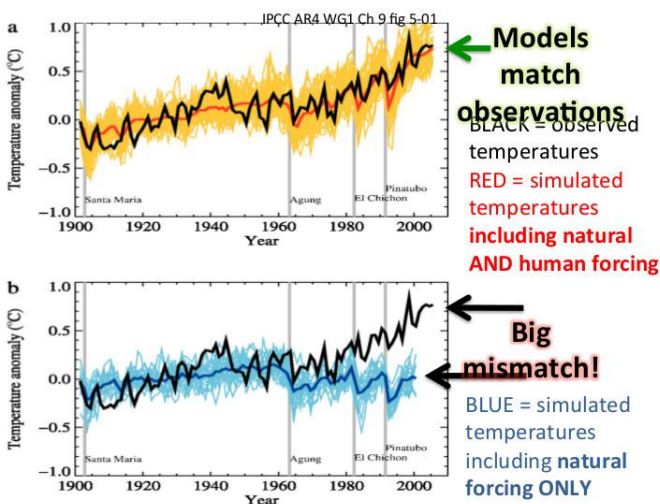 IPCC AR4 WG1 Ch 9 fig 5-01
a
Temperature anomaly (°C)
1.0
0.5
0.0
−0.5
−1.0
Santa Maria
Agung
El Chichon
Pinatubo
1900 1920 1940 1960 1980 2000
Year
Models
match
observations
BLACK = observed
temperatures
RED = simulated
temperatures
including natural
AND human forcing
b
Temperature anomaly (°C)
1.0
0.5
0.0
−0.5
−1.0
Santa Maria
Agung
El Chichon
Pinatubo
1900 1920 1940 1960 1980 2000
Year
Big
mismatch!
BLUE = simulated
temperatures
including natural
forcing ONLY